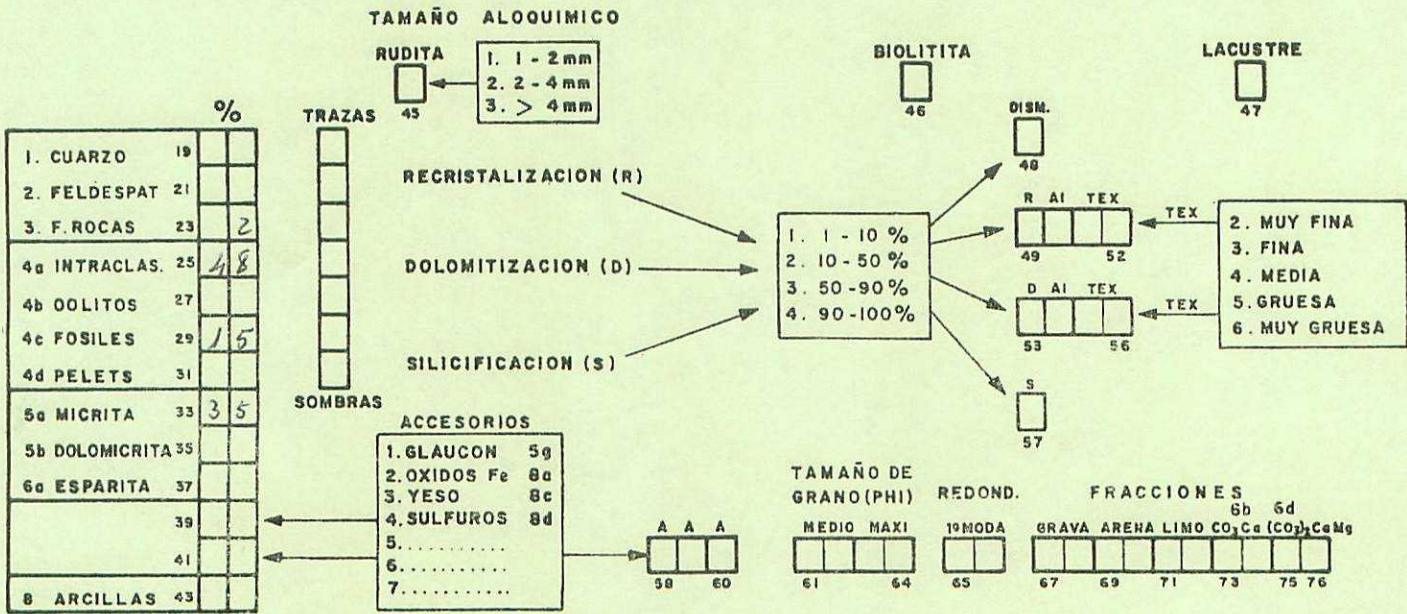 TAMAÑO ALOQUIMICO
RUDITA
45
1. 1 - 2 mm
2. 2 - 4 mm
3. > 4 mm
BIOLITITA
46
LACUSTRE
47
%
1. CUARZO 19
2. FELDESPAT 21
3. F. ROCAS 23 2
4a INTRACLAS. 25 4 8
4b OOLITOS 27
4c FOSILES 29 1 5
4d PELETS 31
5a MICRITA 33 3 5
5b DOLOMICRITA 35
6a ESPARITA 37
39
41
8 ARCILLAS 43
TRAZAS
SOMBRAS
RECRISTALIZACION (R)
DOLOMITIZACION (D)
SILICIFICACION (S)
1. 1 - 10 %
2. 10 - 50 %
3. 50 - 90 %
4. 90 - 100%
DISM.
48
R AI TEX
49 52
TEX
D AI TEX
53 56
TEX
S
57
2. MUY FINA
3. FINA
4. MEDIA
5. GRUESA
6. MUY GRUESA
ACCESORIOS
1. GLAUCON 5g
2. OXIDOS Fe 8a
3. YESO 8c
4. SULFUROS 8d
5. ..........
6. ..........
7. ..........
A A A
58 60
TAMAÑO DE
GRANO (PHI)
MEDIO MAXI
61 64
REDOND.
1ª MODA
65
FRACCIONES
6b 6d
GRAVA ARENA LIMO CO3Ca (CO3)2CaMg
67 69 71 73 75 76